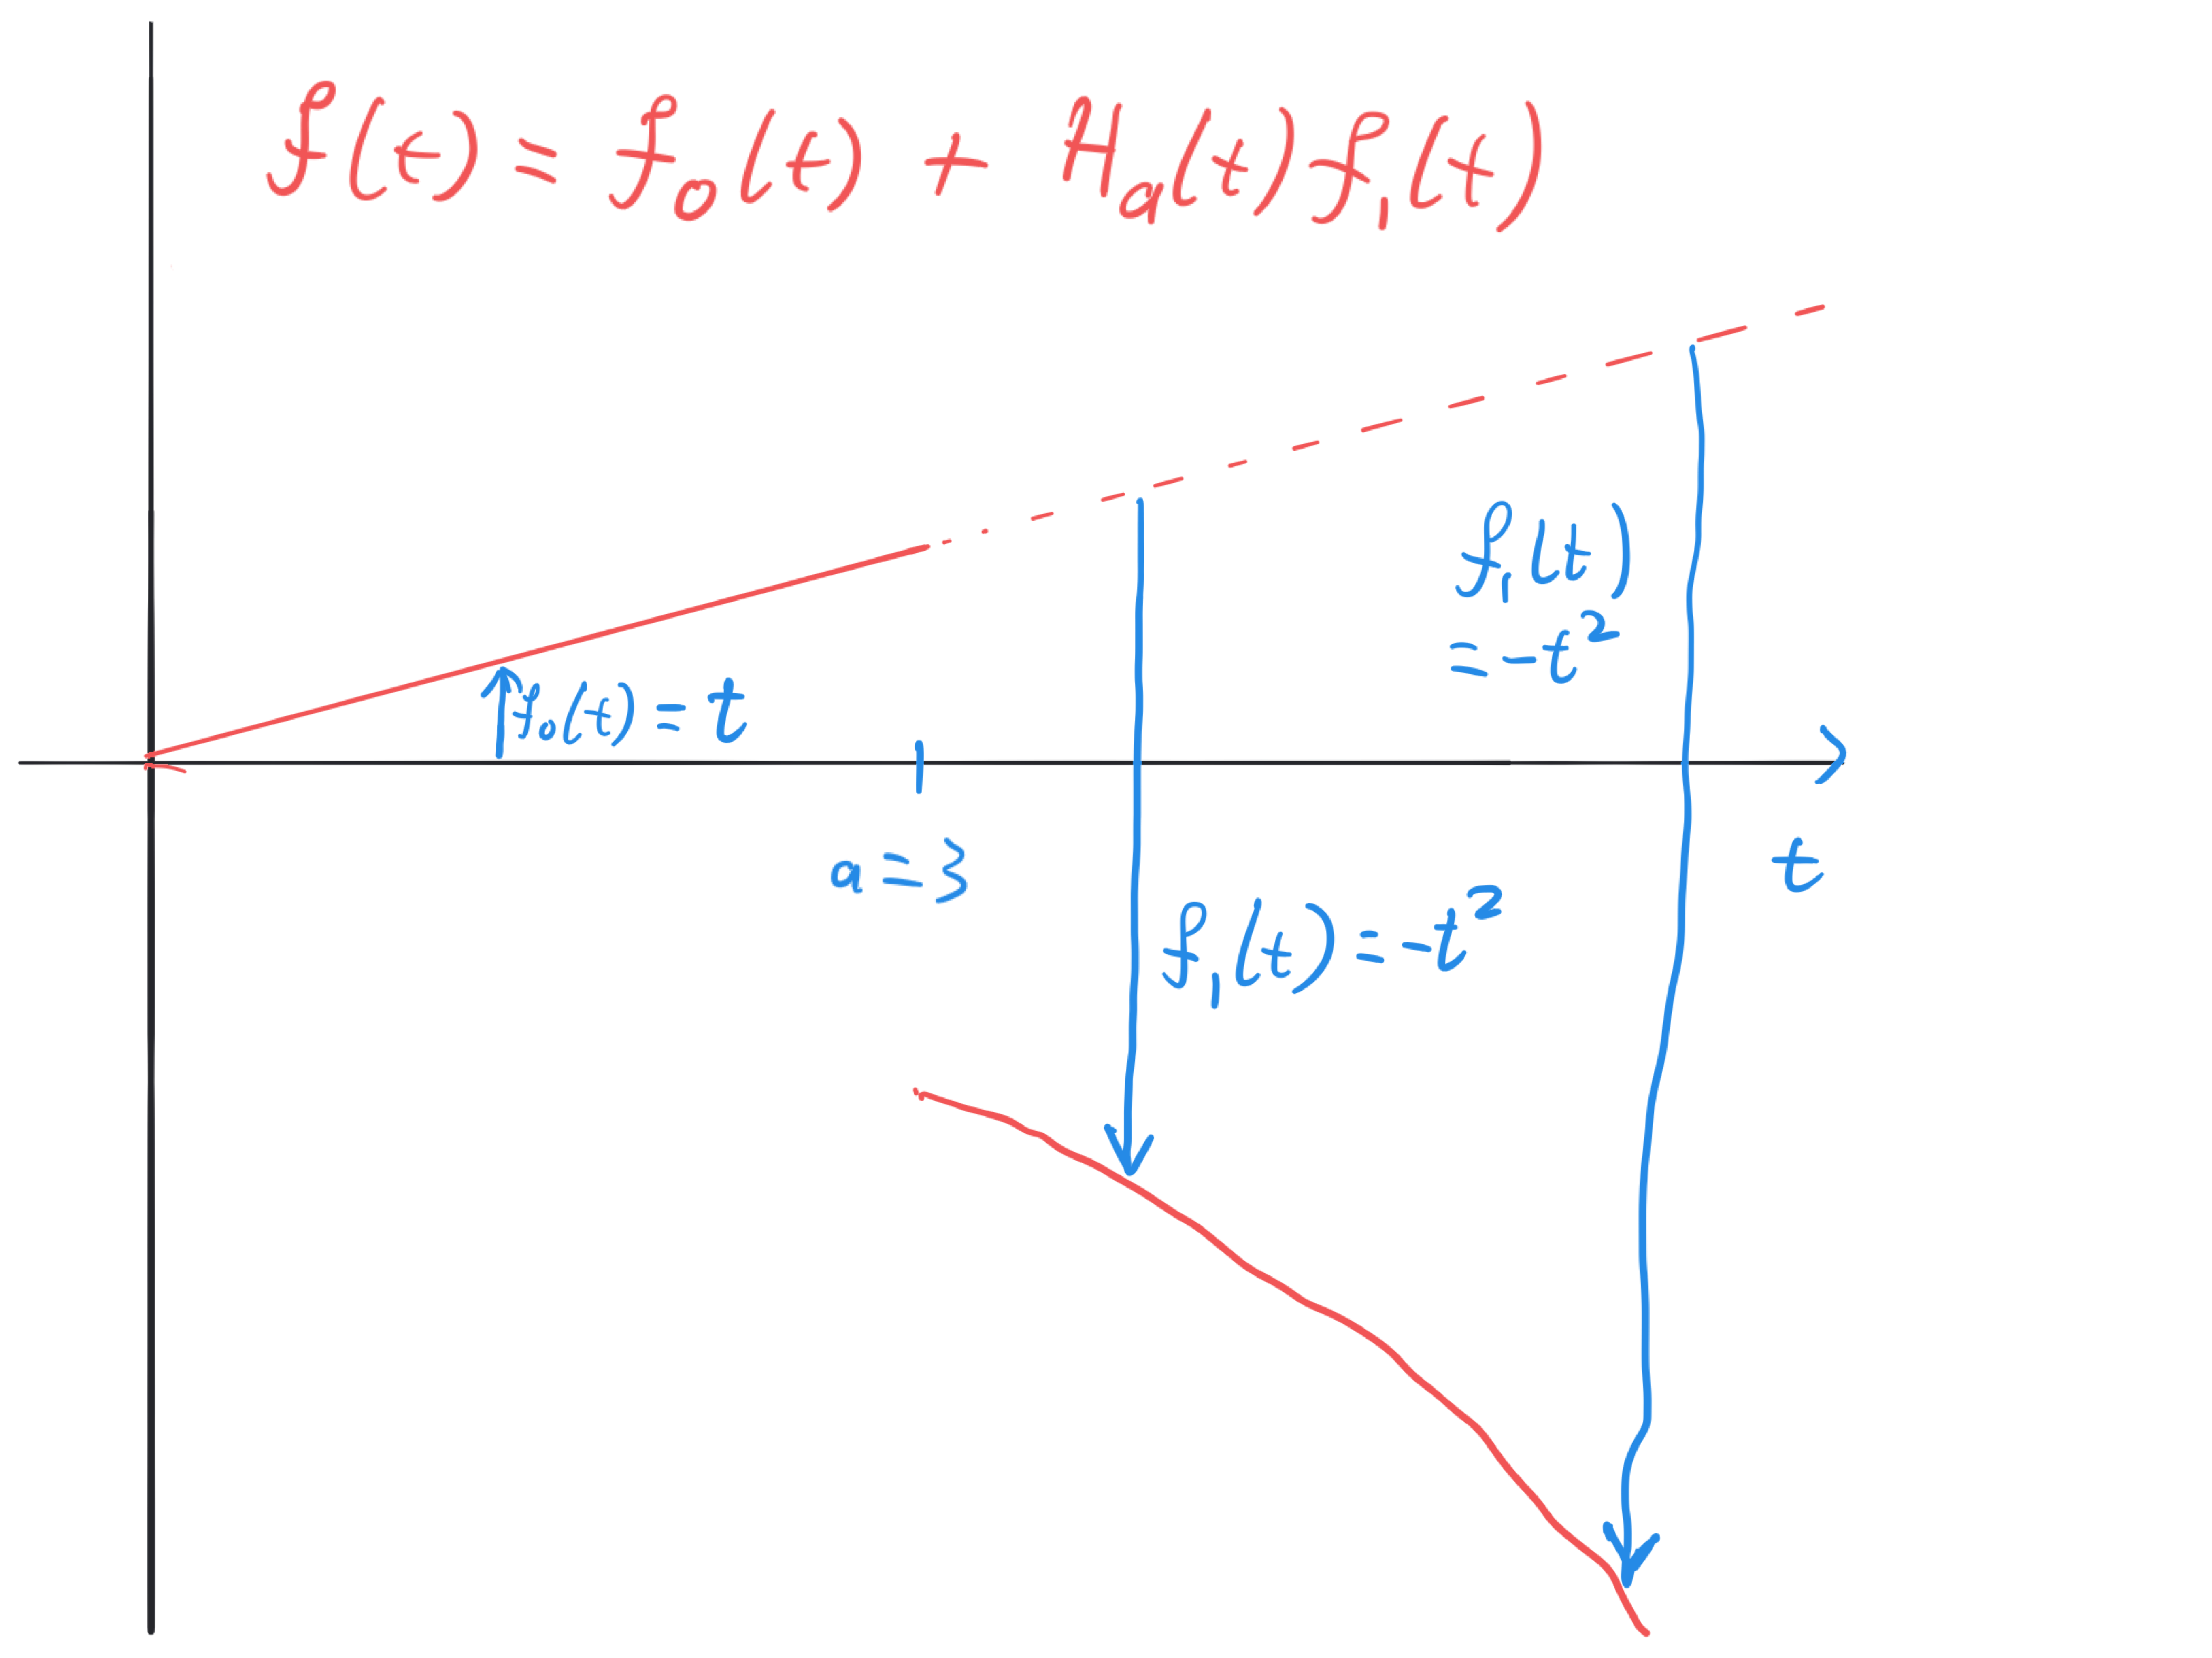 f(t) = f₀(t) + Hₐ(t) f₁(t)
f₁(t)
= -t²
f₀(t) = t
a = 3
t
f₁(t) = -t²